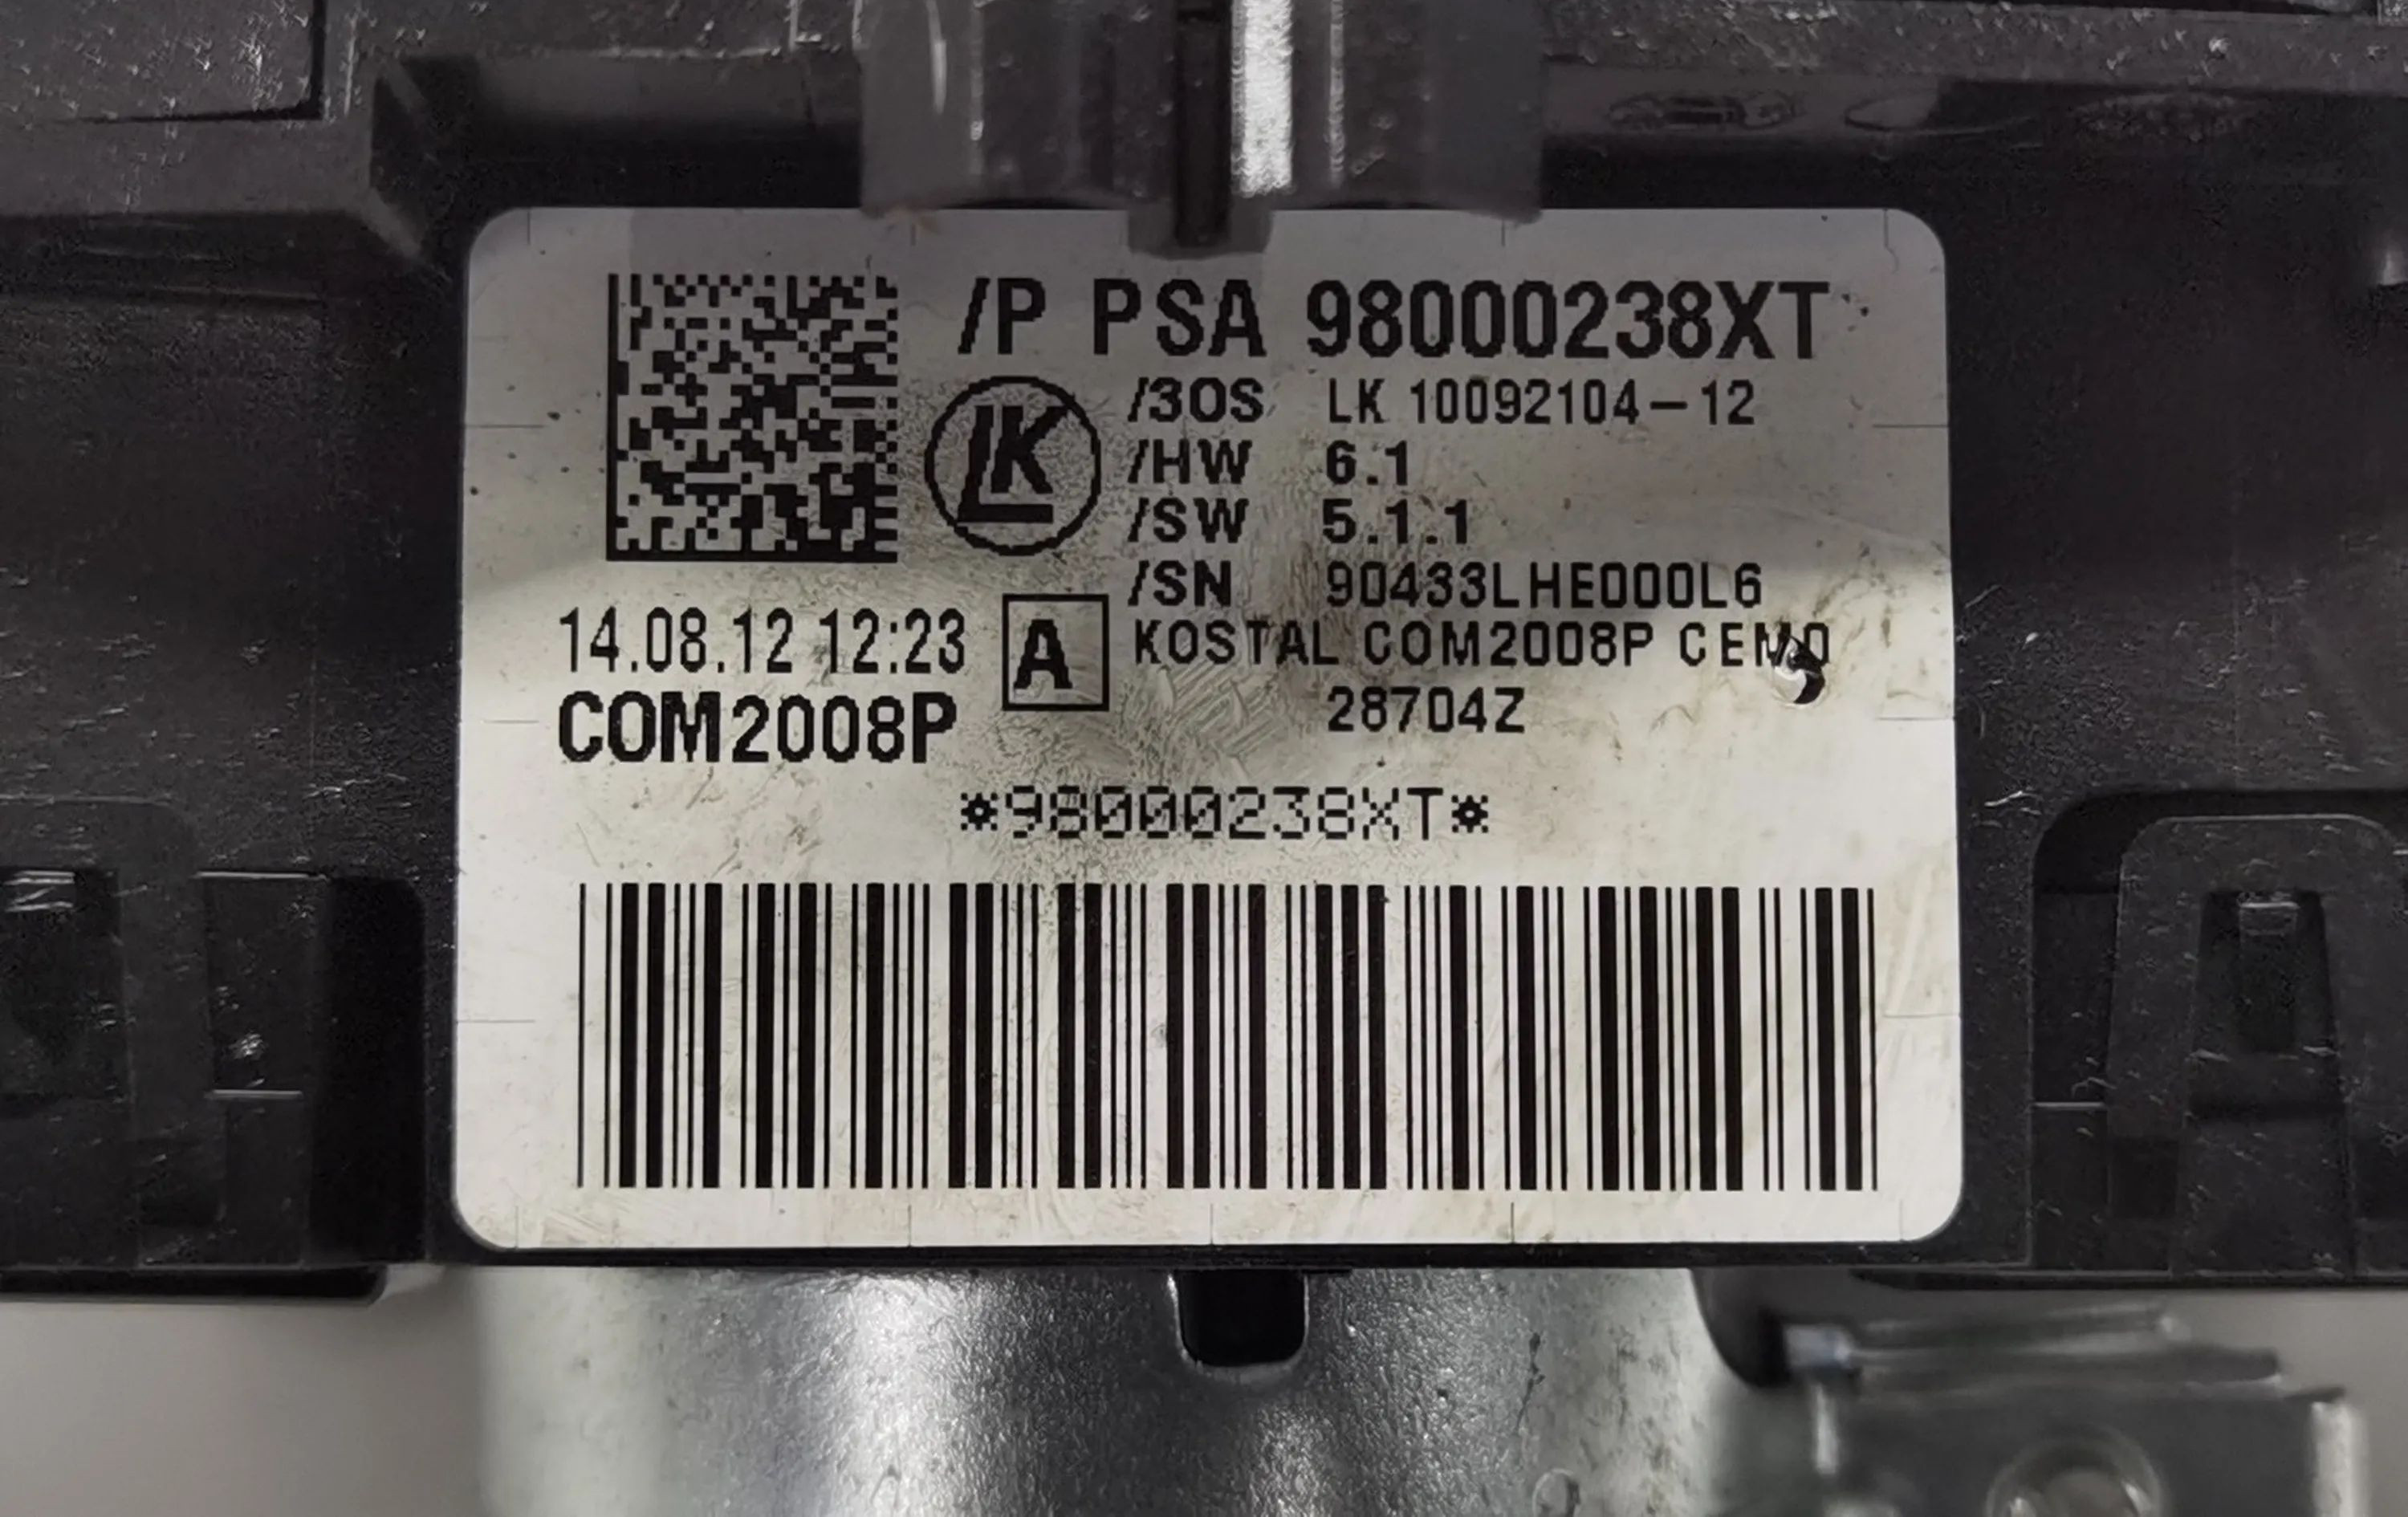 /P PSA 98000238XT
LK
/3OS LK 10092104-12
/HW 6.1
/SW 5.1.1
/SN 90433LHE000L6
14.08.12 12:23 A KOSTAL COM2008P CEM0
COM2008P 28704Z
*98000238XT*